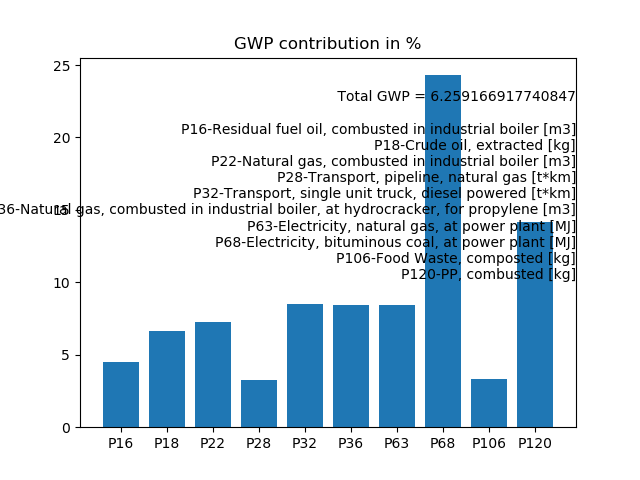 GWP contribution in %
25
Total GWP = 6.259166917740847
20
P16-Residual fuel oil, combusted in industrial boiler [m3]
P18-Crude oil, extracted [kg]
P22-Natural gas, combusted in industrial boiler [m3]
P28-Transport, pipeline, natural gas [t*km]
P32-Transport, single unit truck, diesel powered [t*km]
15
36-Natural gas, combusted in industrial boiler, at hydrocracker, for propylene [m3]
P63-Electricity, natural gas, at power plant [MJ]
P68-Electricity, bituminous coal, at power plant [MJ]
P106-Food Waste, composted [kg]
P120-PP, combusted [kg]
10
5
0
P16 P18 P22 P28 P32 P36 P63 P68 P106 P120